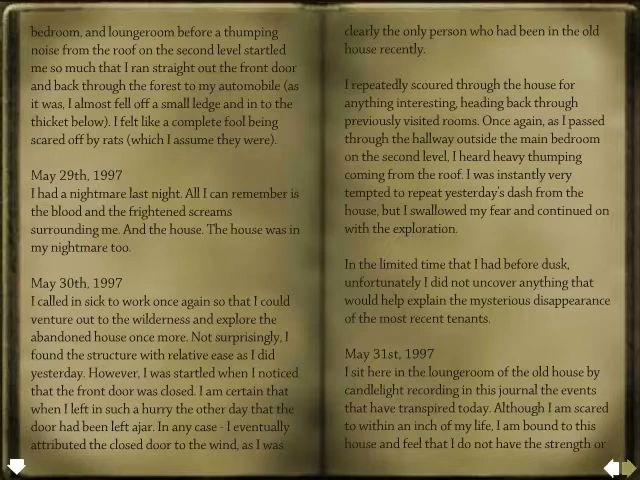 bedroom, and loungeroom before a thumping
noise from the roof on the second level startled
me so much that I ran straight out the front door
and back through the forest to my automobile (as
it was, I almost fell off a small ledge and in to the
thicket below). I felt like a complete fool being
scared off by rats (which I assume they were).
May 29th, 1997
I had a nightmare last night. All I can remember is
the blood and the frightened screams
surrounding me. And the house. The house was in
my nightmare too.
May 30th, 1997
I called in sick to work once again so that I could
venture out to the wilderness and explore the
abandoned house once more. Not surprisingly, I
found the structure with relative ease as I did
yesterday. However, I was startled when I noticed
that the front door was closed. I am certain that
when I left in such a hurry the other day that the
door had been left ajar. In any case - I eventually
attributed the closed door to the wind, as I was
clearly the only person who had been in the old
house recently.
I repeatedly scoured through the house for
anything interesting, heading back through
previously visited rooms. Once again, as I passed
through the hallway outside the main bedroom
on the second level, I heard heavy thumping
coming from the roof. I was instantly very
tempted to repeat yesterday's dash from the
house, but I swallowed my fear and continued on
with the exploration.
In the limited time that I had before dusk,
unfortunately I did not uncover anything that
would help explain the mysterious disappearance
of the most recent tenants.
May 31st, 1997
I sit here in the loungeroom of the old house by
candlelight recording in this journal the events
that have transpired today. Although I am scared
to within an inch of my life, I am bound to this
house and feel that I do not have the strength or